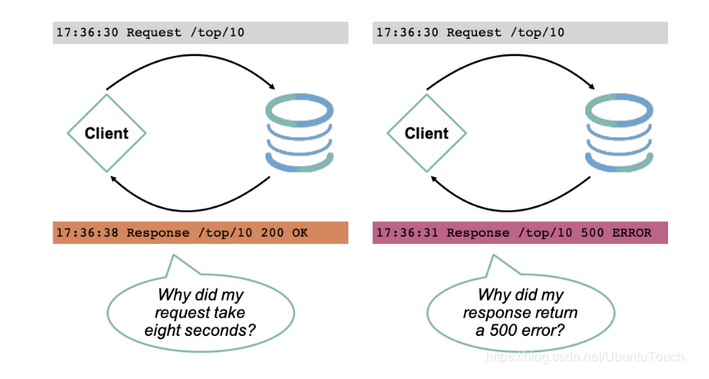 17:36:30 Request /top/10
Client
17:36:38 Response /top/10 200 OK
Why did my
request take
eight seconds?
17:36:30 Request /top/10
Client
17:36:31 Response /top/10 500 ERROR
Why did my
response return
a 500 error?
https://blog.csdn.net/UbuntuTouch